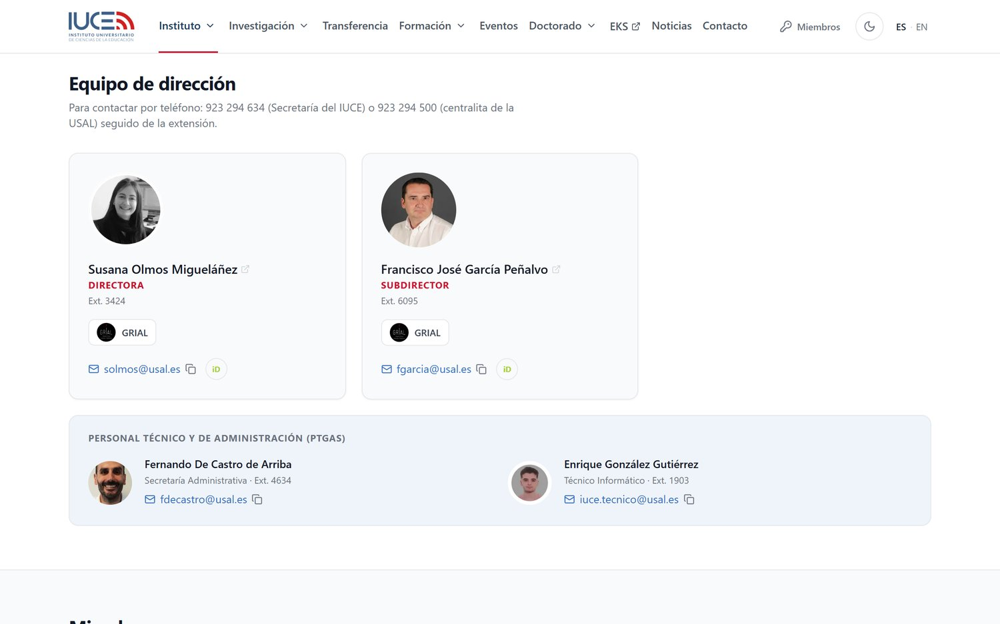 IUCE
INSTITUTO UNIVERSITARIO
DE CIENCIAS DE LA EDUCACIÓN
Instituto
Investigación
Transferencia
Formación
Eventos
Doctorado
EKS
Noticias
Contacto
Miembros
ES · EN
Equipo de dirección
Para contactar por teléfono: 923 294 634 (Secretaría del IUCE) o 923 294 500 (centralita de la
USAL) seguido de la extensión.
Susana Olmos Migueláñez
DIRECTORA
Ext. 3424
GRIAL
GRIAL
solmos@usal.es
iD
Francisco José García Peñalvo
SUBDIRECTOR
Ext. 6095
GRIAL
GRIAL
fgarcia@usal.es
iD
PERSONAL TÉCNICO Y DE ADMINISTRACIÓN (PTGAS)
Fernando De Castro de Arriba
Secretaría Administrativa · Ext. 4634
fdecastro@usal.es
Enrique González Gutiérrez
Técnico Informático · Ext. 1903
iuce.tecnico@usal.es